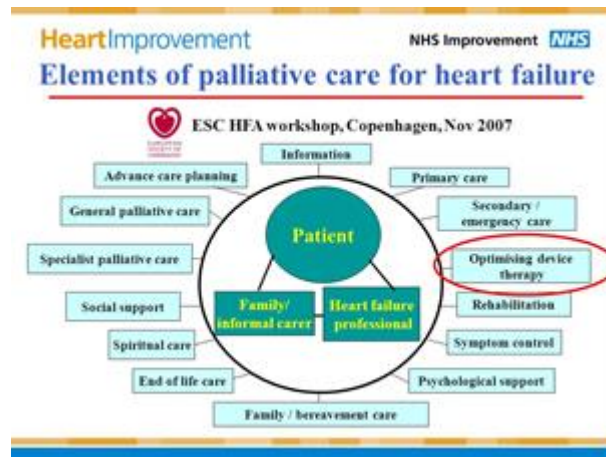 HeartImprovement
NHS Improvement NHS
Elements of palliative care for heart failure
ESC HFA workshop, Copenhagen, Nov 2007
Information
Advance care planning
Primary care
General palliative care
Secondary /
emergency care
Patient
Specialist palliative care
Optimising device
therapy
Family/
informal carer
Heart failure
professional
Social support
Rehabilitation
Spiritual care
Symptom control
End of life care
Psychological support
Family / bereavement care